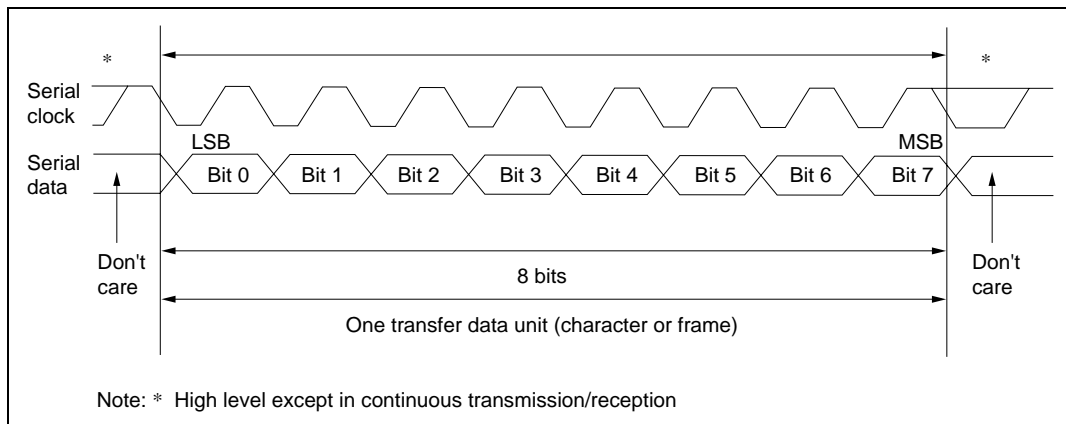 * *
Serial clock
LSB MSB
Serial data
Bit 0 Bit 1 Bit 2 Bit 3 Bit 4 Bit 5 Bit 6 Bit 7
Don't care
8 bits
Don't care
One transfer data unit (character or frame)
Note: * High level except in continuous transmission/reception